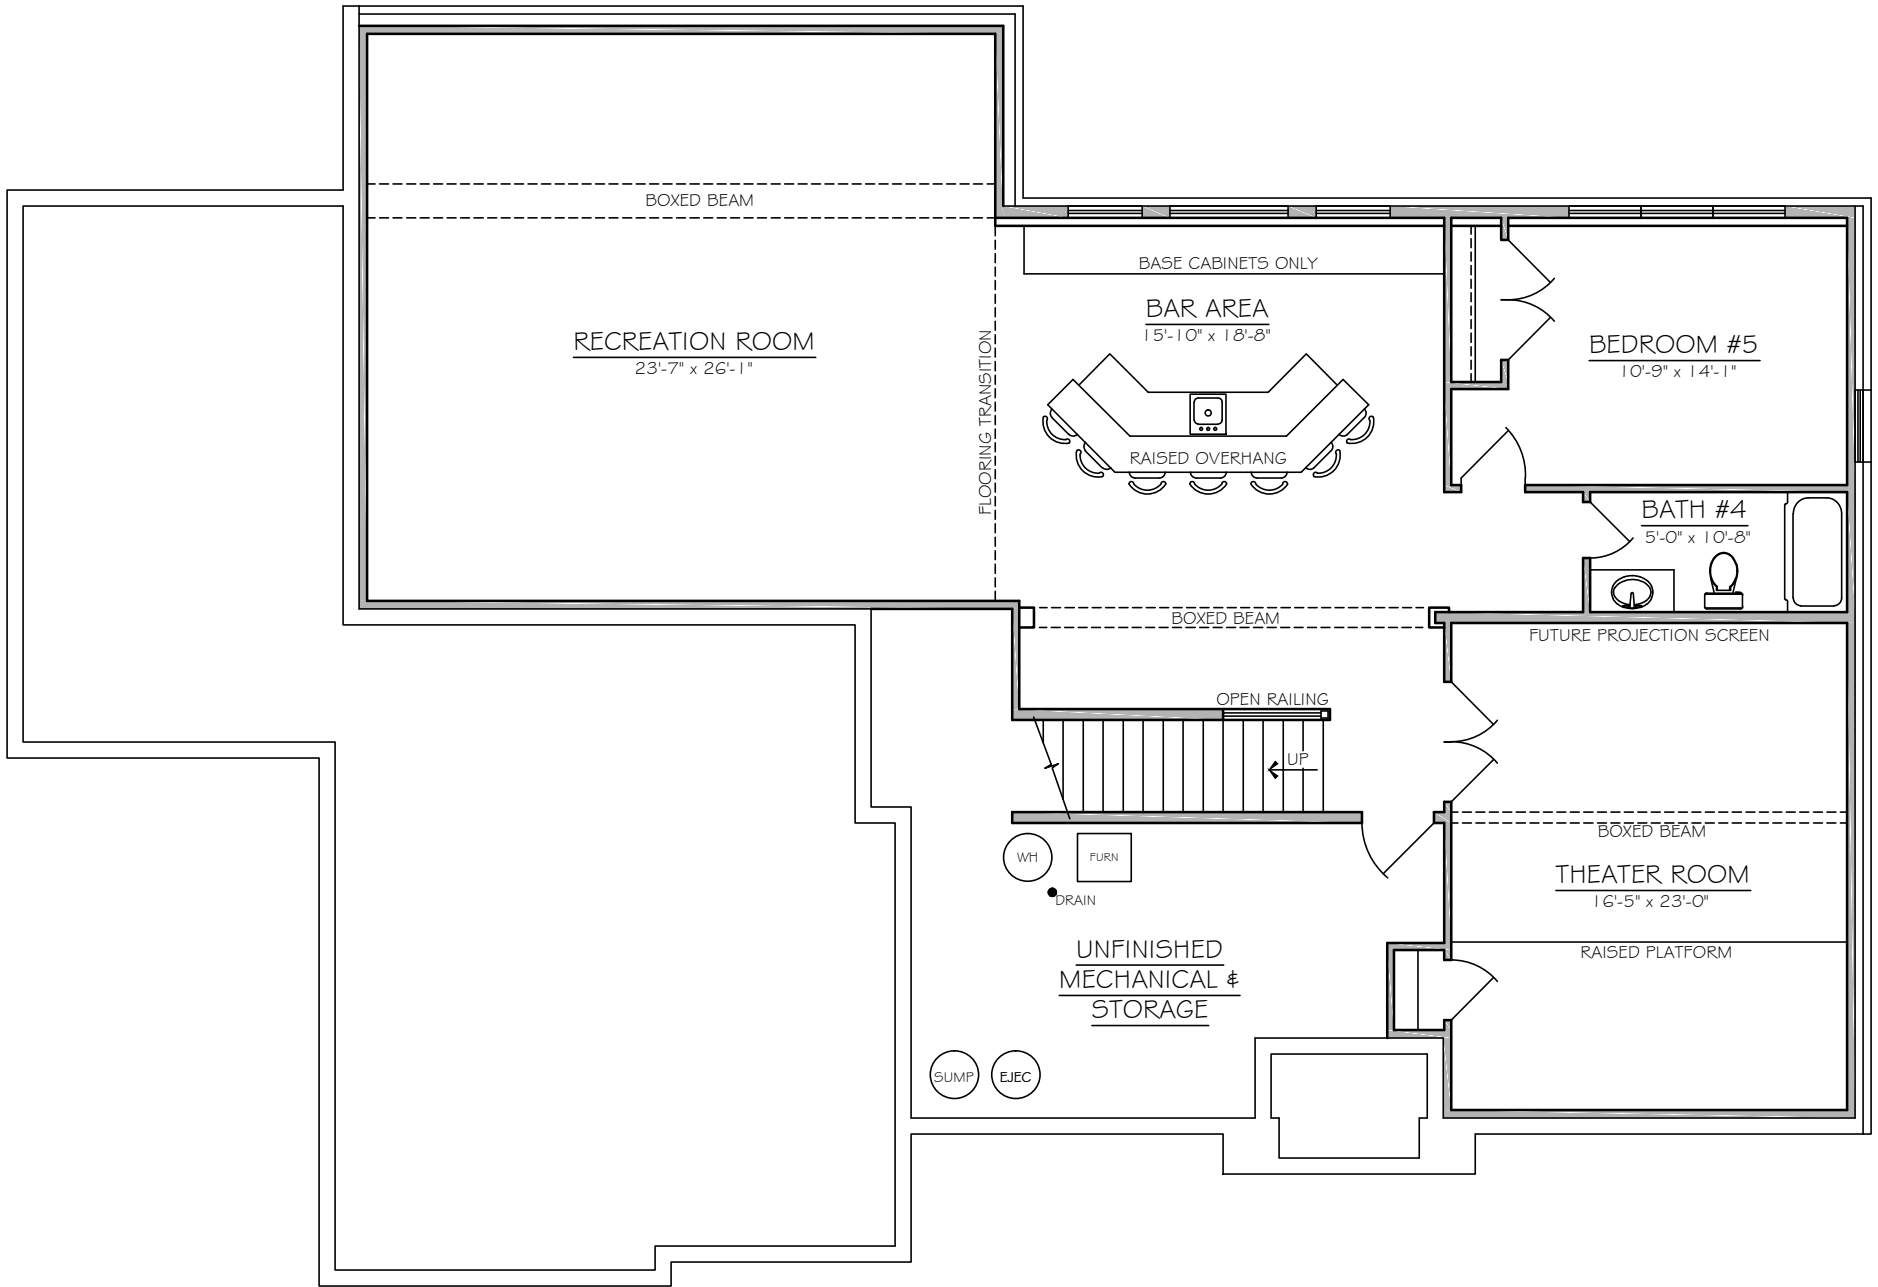 BOXED BEAM
RECREATION ROOM
23'-7" x 26'-1"
FLOORING TRANSITION
BASE CABINETS ONLY
BAR AREA
15'-10" x 18'-8"
RAISED OVERHANG
BEDROOM #5
10'-9" x 14'-1"
BATH #4
5'-0" x 10'-8"
BOXED BEAM
FUTURE PROJECTION SCREEN
OPEN RAILING
UP
BOXED BEAM
THEATER ROOM
16'-5" x 23'-0"
RAISED PLATFORM
WH
FURN
DRAIN
UNFINISHED
MECHANICAL &
STORAGE
SUMP
EJEC